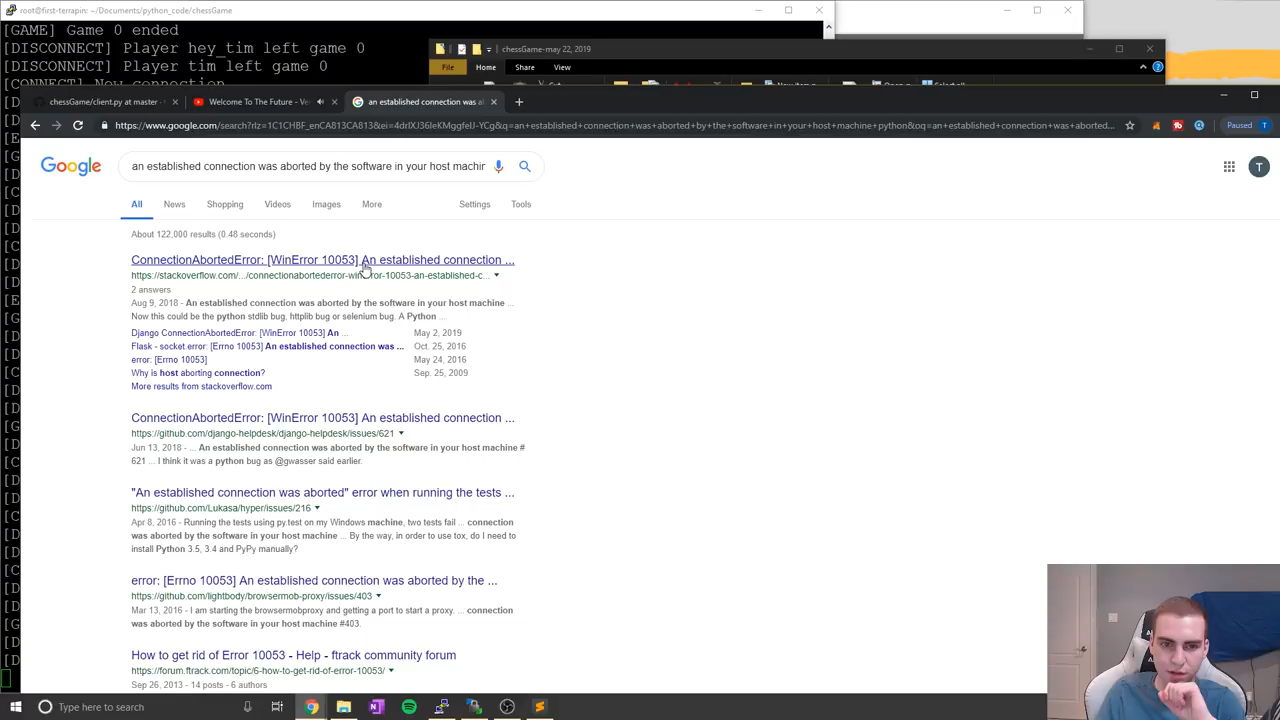 root@first-terrapin: ~/Documents/python_code/chessGame
[GAME] Game 0 ended
[DISCONNECT] Player hey_tim left game 0
[DISCONNECT] Player tim left game 0
chessGame-may 22, 2019
File Home Share View
chessGame/client.py at master
Welcome To The Future - Ve
an established connection was al
https://www.google.com/search?rlz=1C1CHBF_enCA813CA813&ei=4drIXJ36IeKMggfeIJ-YCg&q=an+established+connection+was+aborted+by+the+software+in+your+host+machine+python&oq=an+established+connection+was+aborted...
Paused
T
Google
an established connection was aborted by the software in your host machin
T
All News Shopping Videos Images More Settings Tools
About 122,000 results (0.48 seconds)
ConnectionAbortedError: [WinError 10053] An established connection ...
https://stackoverflow.com/.../connectionabortederror-winerror-10053-an-established-c...
2 answers
Aug 9, 2018 - An established connection was aborted by the software in your host machine ...
Now this could be the python stdlib bug, httplib bug or selenium bug. A Python ...
Django ConnectionAbortedError: [WinError 10053] An ... May 2, 2019
Flask - socket.error: [Errno 10053] An established connection was ... Oct. 25, 2016
error: [Errno 10053] May 24, 2016
Why is host aborting connection? Sep. 25, 2009
More results from stackoverflow.com
ConnectionAbortedError: [WinError 10053] An established connection ...
https://github.com/django-helpdesk/django-helpdesk/issues/621
Jun 13, 2018 - ... An established connection was aborted by the software in your host machine #
621 ... I think it was a python bug as @gwasser said earlier.
"An established connection was aborted" error when running the tests ...
https://github.com/Lukasa/hyper/issues/216
Apr 8, 2016 - Running the tests using py.test on my Windows machine, two tests fail ... connection
was aborted by the software in your host machine ... By the way, in order to use tox, do I need to
install Python 3.5, 3.4 and PyPy manually?
error: [Errno 10053] An established connection was aborted by the ...
https://github.com/lightbody/browsermob-proxy/issues/403
Mar 13, 2016 - I am starting the browsermobproxy and getting a port to start a proxy. ... connection
was aborted by the software in your host machine #403.
How to get rid of Error 10053 - Help - ftrack community forum
https://forum.ftrack.com/topic/6-how-to-get-rid-of-error-10053/
Sep 26, 2013 - 14 posts - 6 authors
Type here to search